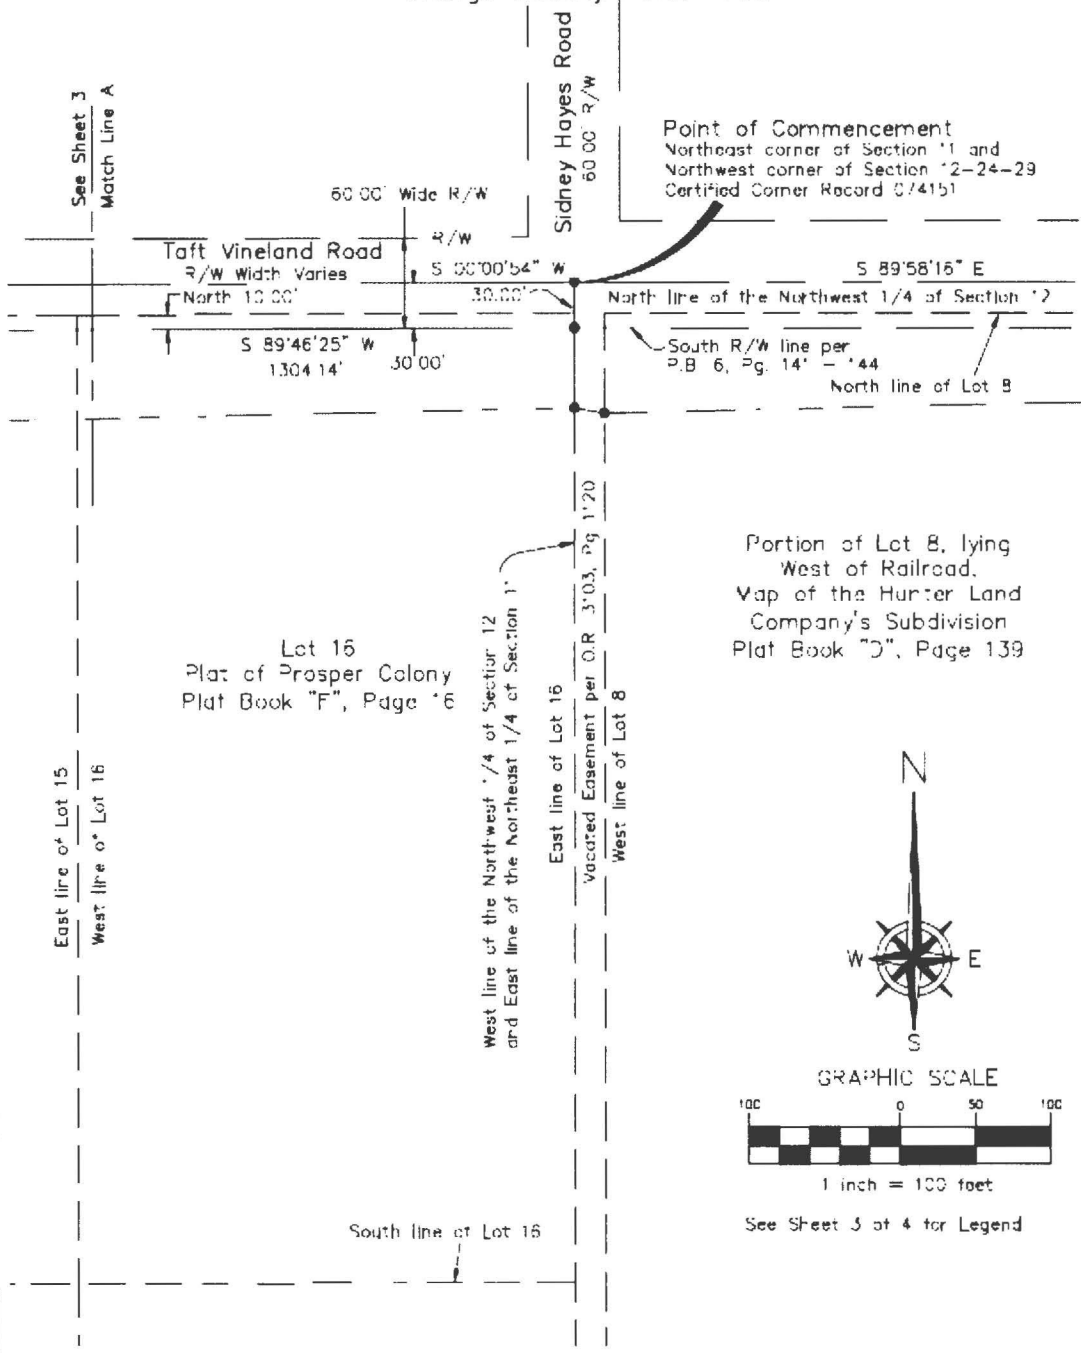 Sidney Hayes Road
60.00' R/W
See Sheet 3
Match Line A
Point of Commencement
Northeast corner of Section 11 and
Northwest corner of Section 12-24-29
Certified Corner Record 074151
60.00' Wide R/W
R/W
Taft Vineland Road
R/W Width Varies
North 10.00'
S 00°00'54" W
30.00'
S 89°58'16" E
North line of the Northwest 1/4 of Section 12
S 89°46'25" W
1304.14'
30.00'
South R/W line per
P.B. 6, Pg. 141 - 144
North line of Lot 8
Portion of Lot 8, lying
West of Railroad,
Map of the Hunter Land
Company's Subdivision
Plat Book "D", Page 139
Lot 16
Plat of Prosper Colony
Plat Book "F", Page 16
West line of the Northwest 1/4 of Section 12
and East line of the Northeast 1/4 of Section 11
East line of Lot 16
Vacated Easement per O.R. 3103, Pg 1120
West line of Lot 8
East line of Lot 15
West line of Lot 16
N
W
E
S
GRAPHIC SCALE
100 0 50 100
1 inch = 100 feet
See Sheet 3 of 4 for Legend
South line of Lot 16